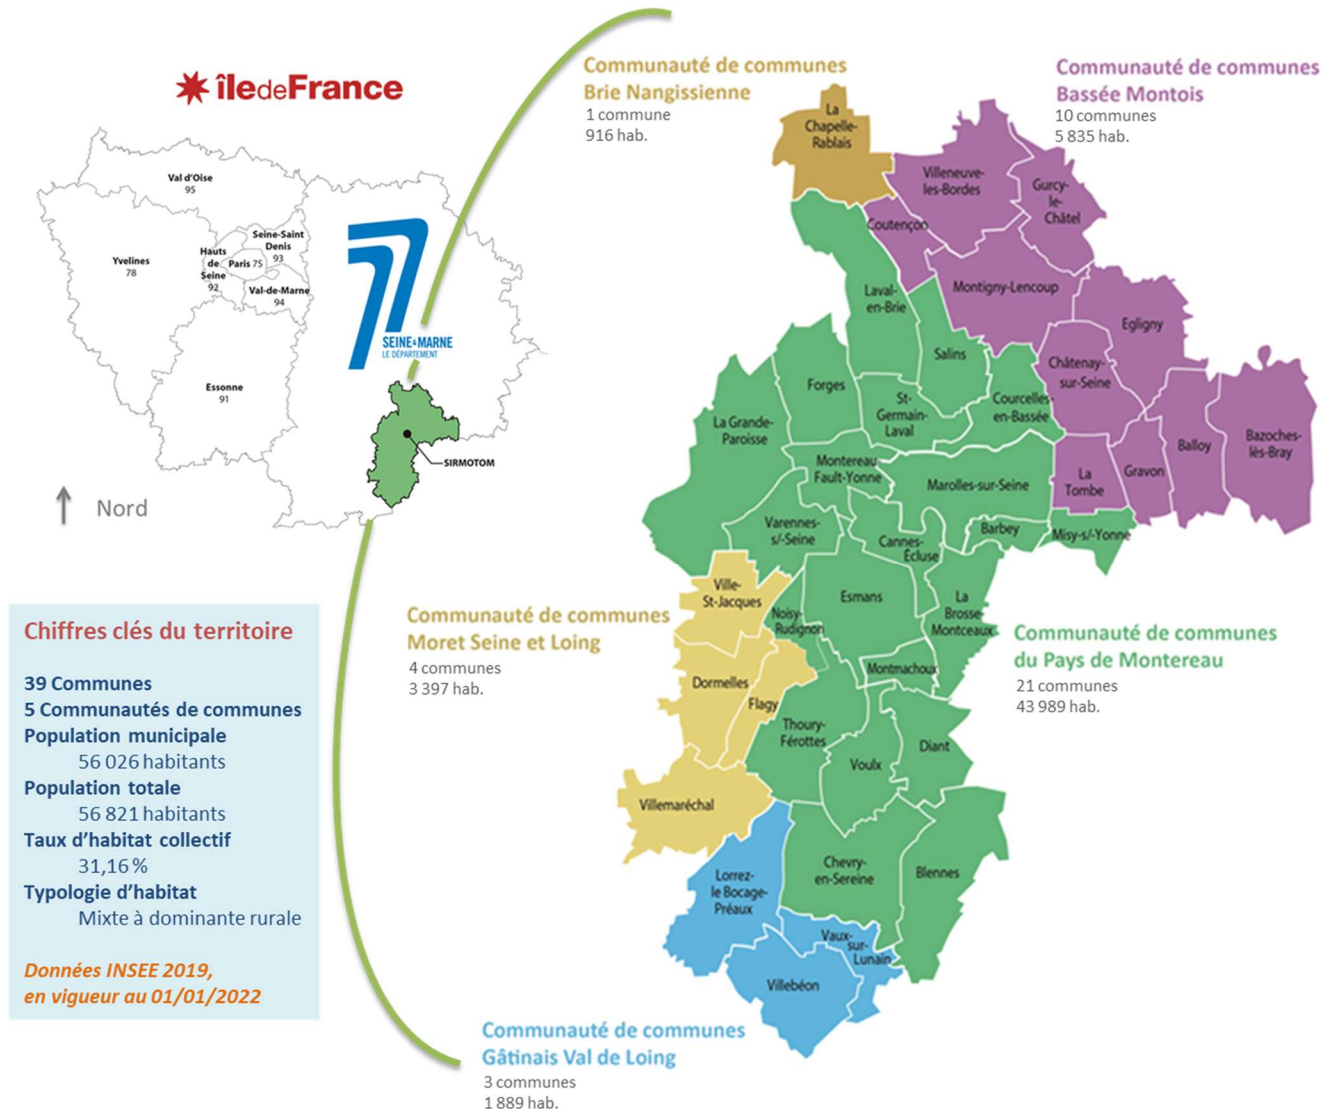 île de France
Val d'Oise
95
Yvelines
78
Hauts
de
Seine
92
Paris 75
Seine-Saint
Denis
93
Val-de-Marne
94
Essonne
91
77
SEINE & MARNE
LE DÉPARTEMENT
SIRMOTOM
Nord
Chiffres clés du territoire
39 Communes
5 Communautés de communes
Population municipale
56 026 habitants
Population totale
56 821 habitants
Taux d'habitat collectif
31,16 %
Typologie d'habitat
Mixte à dominante rurale
Données INSEE 2019,
en vigueur au 01/01/2022
Communauté de communes
Brie Nangissienne
1 commune
916 hab.
Communauté de communes
Bassée Montois
10 communes
5 835 hab.
Communauté de communes
Moret Seine et Loing
4 communes
3 397 hab.
Communauté de communes
du Pays de Montereau
21 communes
43 989 hab.
Communauté de communes
Gâtinais Val de Loing
3 communes
1 889 hab.
La
Chapelle-
Rablais
Villeneuve-
les-Bordes
Gurcy-
le-
Châtel
Coutençon
Montigny-Lencoup
Egligny
Châtenay-
sur-Seine
La
Tombe
Gravon
Balloy
Bazoches-
lès-Bray
Laval-
en-Brie
Salins
Forges
St-
Germain-
Laval
Courcelles-
en-Bassée
La Grande-
Paroisse
Montereau
Fault-Yonne
Marolles-sur-Seine
Varennes-
s/-Seine
Cannes-
Écluse
Barbey
Misy-s/-Yonne
Ville-
St-Jacques
Noisy-
Rudignon
Esmans
La
Brosse-
Montceaux
Montmachoux
Dormelles
Flagy
Thoury-
Férottes
Voulx
Diant
Villemaréchal
Chevry-
en-Sereine
Blennes
Lorrez-
le Bocage-
Préaux
Vaux-
sur-
Lunain
Villebéon